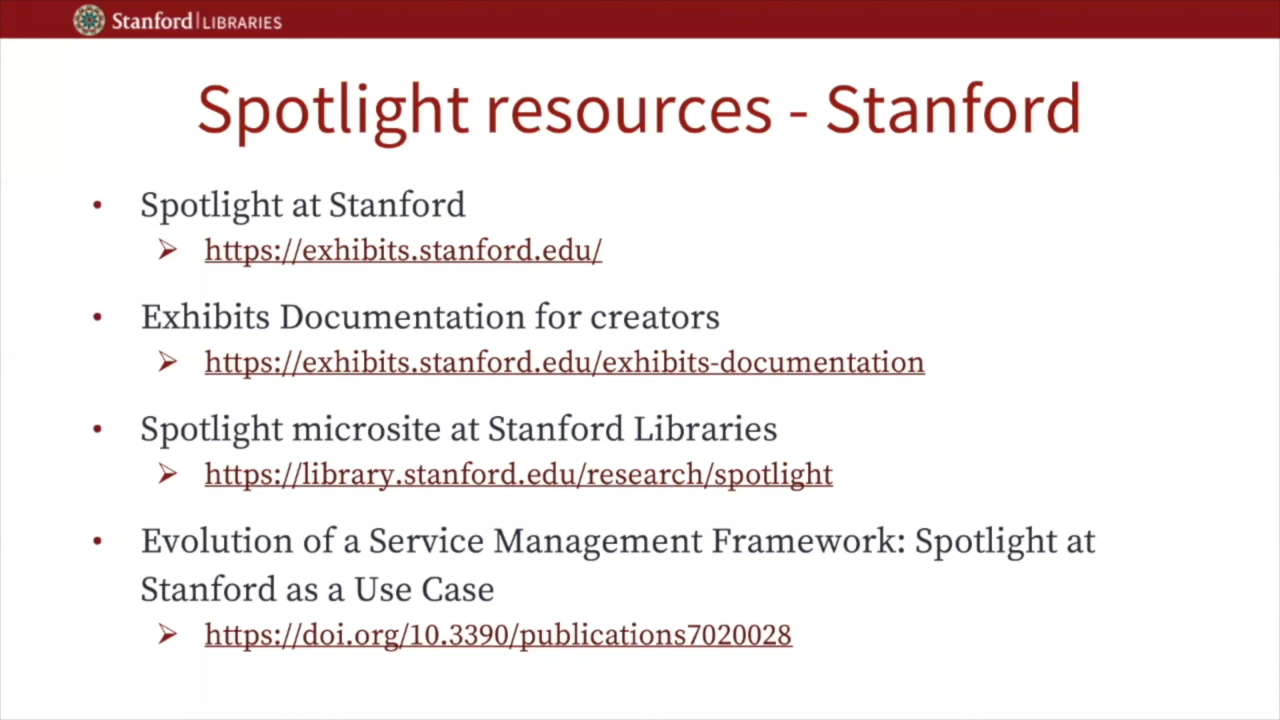 Stanford | LIBRARIES
Spotlight resources - Stanford
• Spotlight at Stanford
➢ https://exhibits.stanford.edu/
• Exhibits Documentation for creators
➢ https://exhibits.stanford.edu/exhibits-documentation
• Spotlight microsite at Stanford Libraries
➢ https://library.stanford.edu/research/spotlight
• Evolution of a Service Management Framework: Spotlight at
Stanford as a Use Case
➢ https://doi.org/10.3390/publications7020028